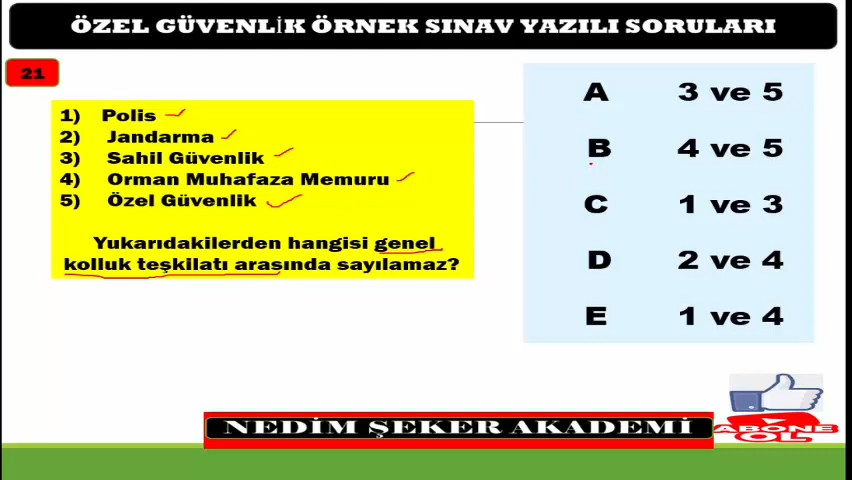 ÖZEL GÜVENLİK ÖRNEK SINAV YAZILI SORULARI
21
1) Polis
2) Jandarma
3) Sahil Güvenlik
4) Orman Muhafaza Memuru
5) Özel Güvenlik
Yukarıdakilerden hangisi genel
kolluk teşkilatı arasında sayılamaz?
A 3 ve 5
B 4 ve 5
C 1 ve 3
D 2 ve 4
E 1 ve 4
NEDİM ŞEKER AKADEMİ
ABONE
OL